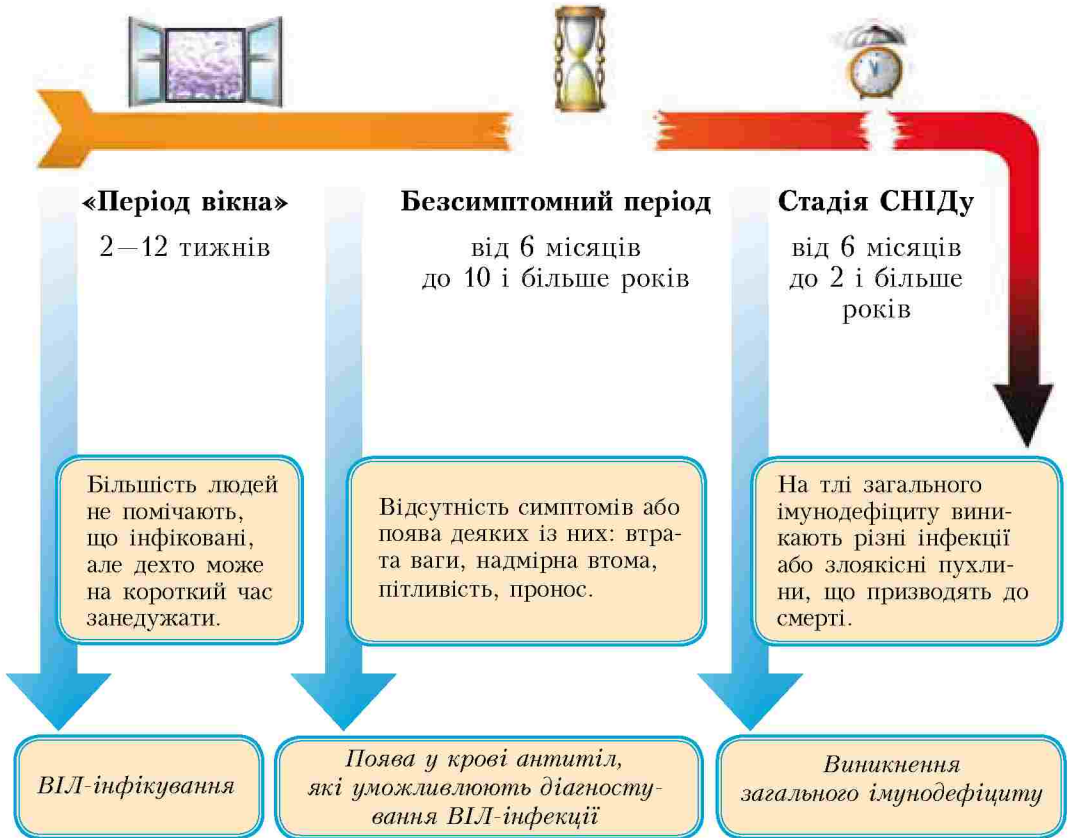 «Період вікна»
2–12 тижнів
Безсимптомний період
від 6 місяців
до 10 і більше років
Стадія СНІДу
від 6 місяців
до 2 і більше
років
Більшість людей
не помічають,
що інфіковані,
але дехто може
на короткий час
занедужати.
Відсутність симптомів або
поява деяких із них: втра-
та ваги, надмірна втома,
пітливість, пронос.
На тлі загального
імунодефіциту вини-
кають різні інфекції
або злоякісні пухли-
ни, що призводять до
смерті.
ВІЛ-інфікування
Поява у крові антитіл,
які уможливлюють діагносту-
вання ВІЛ-інфекції
Виникнення
загального імунодефіциту